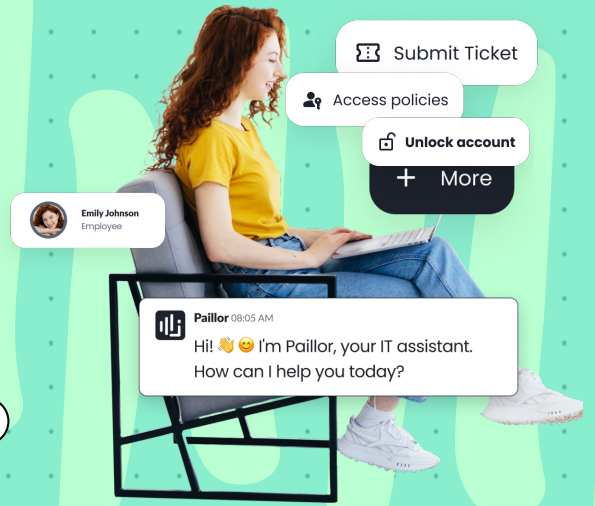 Submit Ticket
Access policies
Unlock account
+ More
Emily Johnson
Employee
Paillor 08:05 AM
Hi! 👋 😊 I'm Paillor, your IT assistant.
How can I help you today?